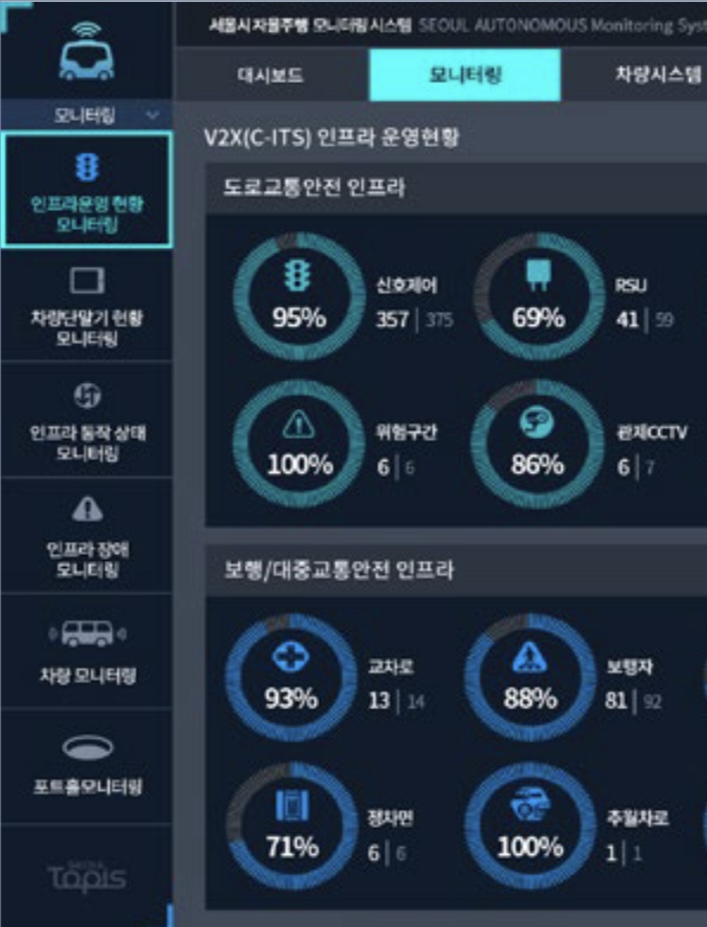 서울시 자율주행 모니터링 시스템 SEOUL AUTONOMOUS Monitoring Syst
모니터링
대시보드 모니터링 차량시스템
V2X(C-ITS) 인프라 운영현황
인프라운영 현황
모니터링
차량단말기 현황
모니터링
인프라 동작 상태
모니터링
인프라 장애
모니터링
차량 모니터링
포트홀모니터링
SEOUL
Topis
도로교통안전 인프라
95%
신호제어
357 | 375
69%
RSU
41 | 59
100%
위험구간
6 | 6
86%
관제CCTV
6 | 7
보행/대중교통안전 인프라
93%
교차로
13 | 14
88%
보행자
81 | 92
71%
정차면
6 | 6
100%
추월차로
1 | 1